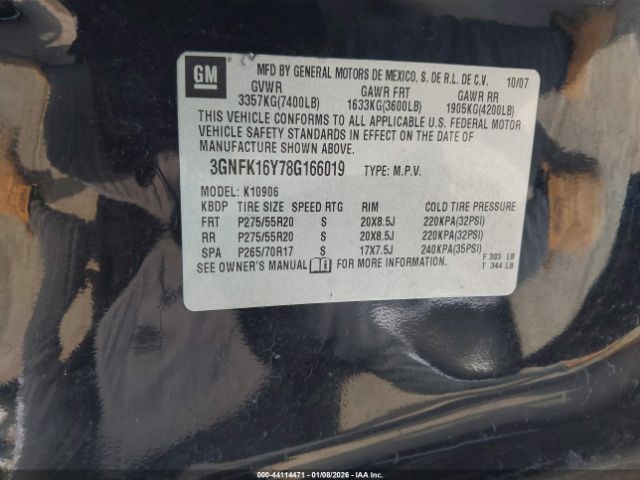 GM
MFD BY GENERAL MOTORS DE MEXICO, S. DE R.L. DE C.V. 10/07
GVWR GAWR FRT GAWR RR
3357KG(7400LB) 1633KG(3600LB) 1905KG(4200LB)
THIS VEHICLE CONFORMS TO ALL APPLICABLE U.S. FEDERAL MOTOR
VEHICLE SAFETY STANDARDS IN EFFECT ON THE DATE OF
MANUFACTURE SHOWN ABOVE.
3GNFK16Y78G166019 TYPE: M.P.V.
MODEL: K10906
KBDP TIRE SIZE SPEED RTG RIM COLD TIRE PRESSURE
FRT P275/55R20 S 20X8.5J 220KPA(32PSI)
RR P275/55R20 S 20X8.5J 220KPA(32PSI)
SPA P265/70R17 S 17X7.5J 240KPA(35PSI)
SEE OWNER'S MANUAL FOR ADDITIONAL INFORMATION.
F 383 LB
T 344 LB
IAAI - 44114471 - 01/08/2026 - IAAI.COM